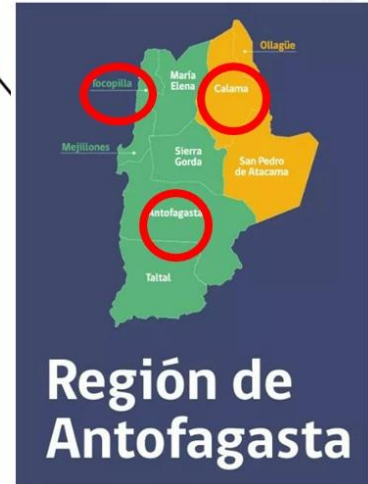 Ollagüe
Tocopilla
María
Elena
Calama
Mejillones
Sierra
Gorda
San Pedro
de Atacama
Antofagasta
Taltal
Región de
Antofagasta